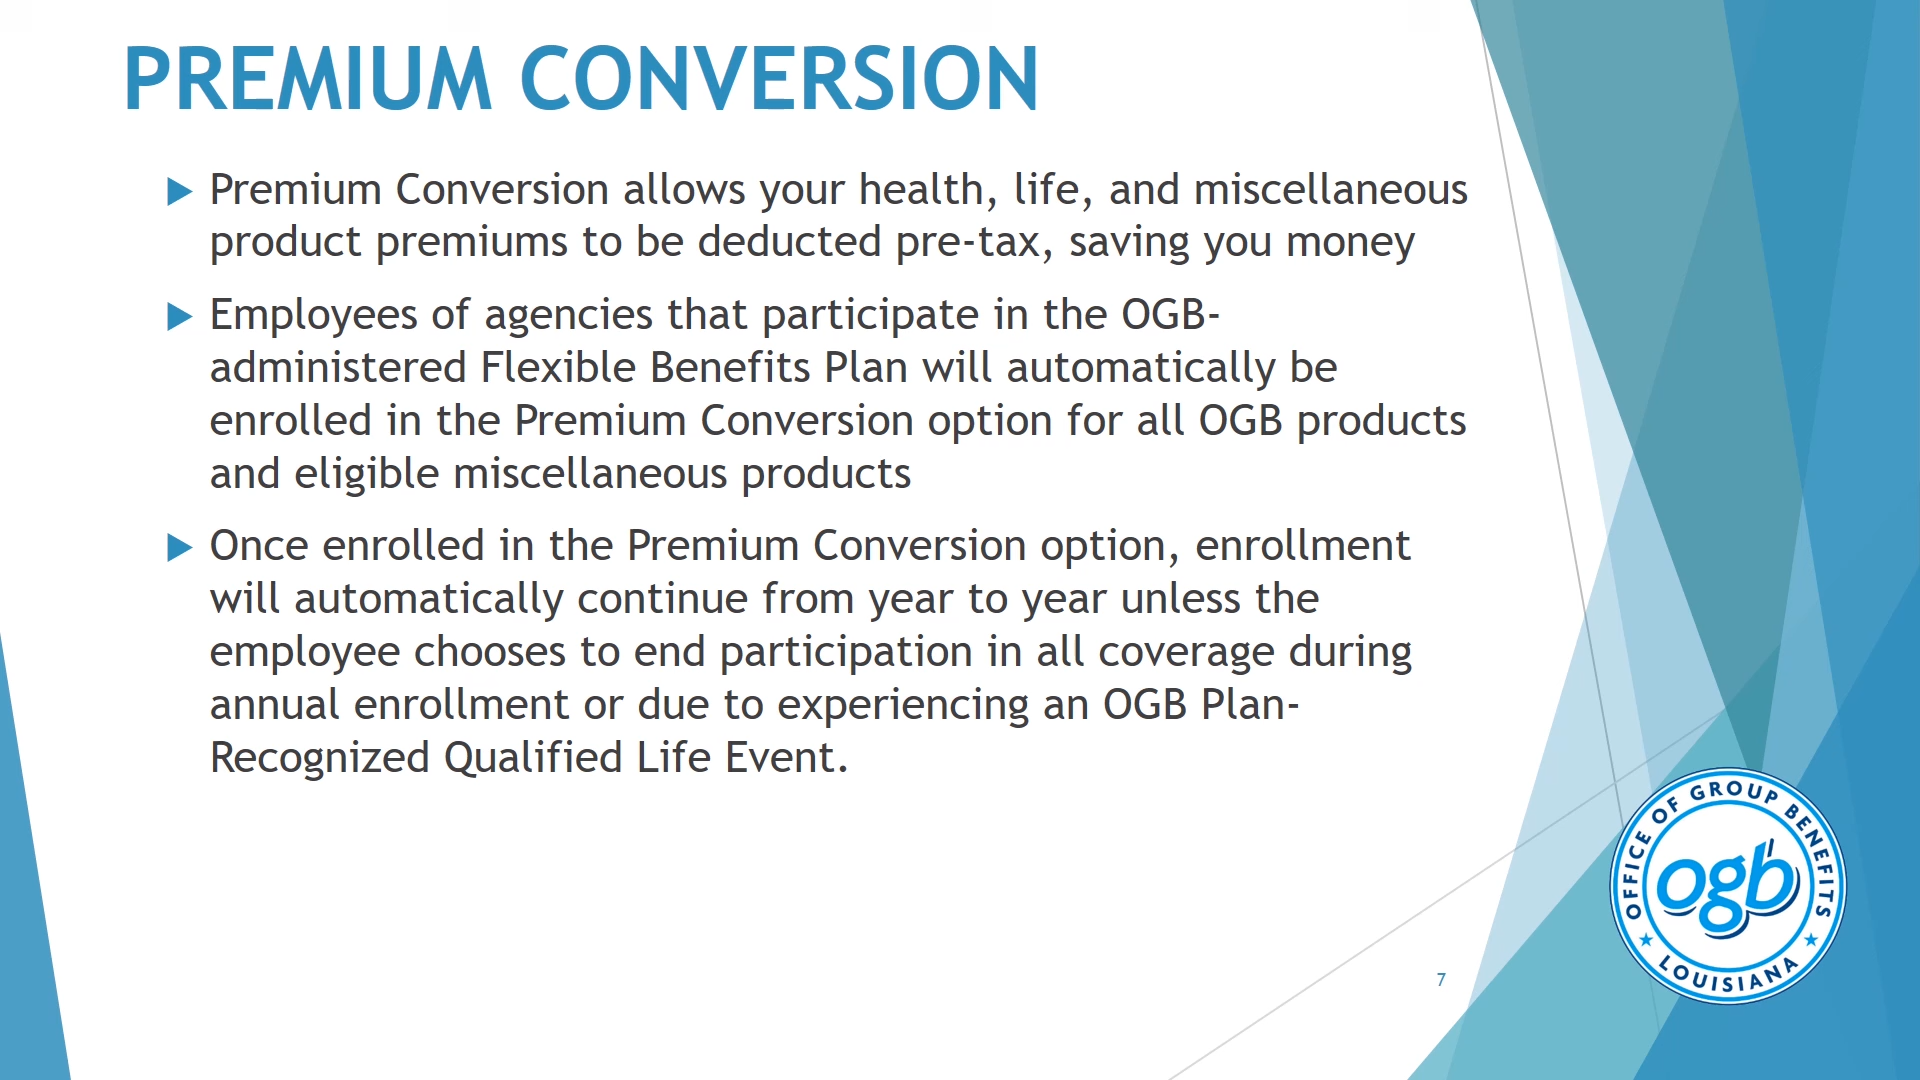 PREMIUM CONVERSION
Premium Conversion allows your health, life, and miscellaneous
product premiums to be deducted pre-tax, saving you money
Employees of agencies that participate in the OGB-
administered Flexible Benefits Plan will automatically be
enrolled in the Premium Conversion option for all OGB products
and eligible miscellaneous products
Once enrolled in the Premium Conversion option, enrollment
will automatically continue from year to year unless the
employee chooses to end participation in all coverage during
annual enrollment or due to experiencing an OGB Plan-
Recognized Qualified Life Event.
OFFICE OF GROUP BENEFITS
ogb
LOUISIANA
7